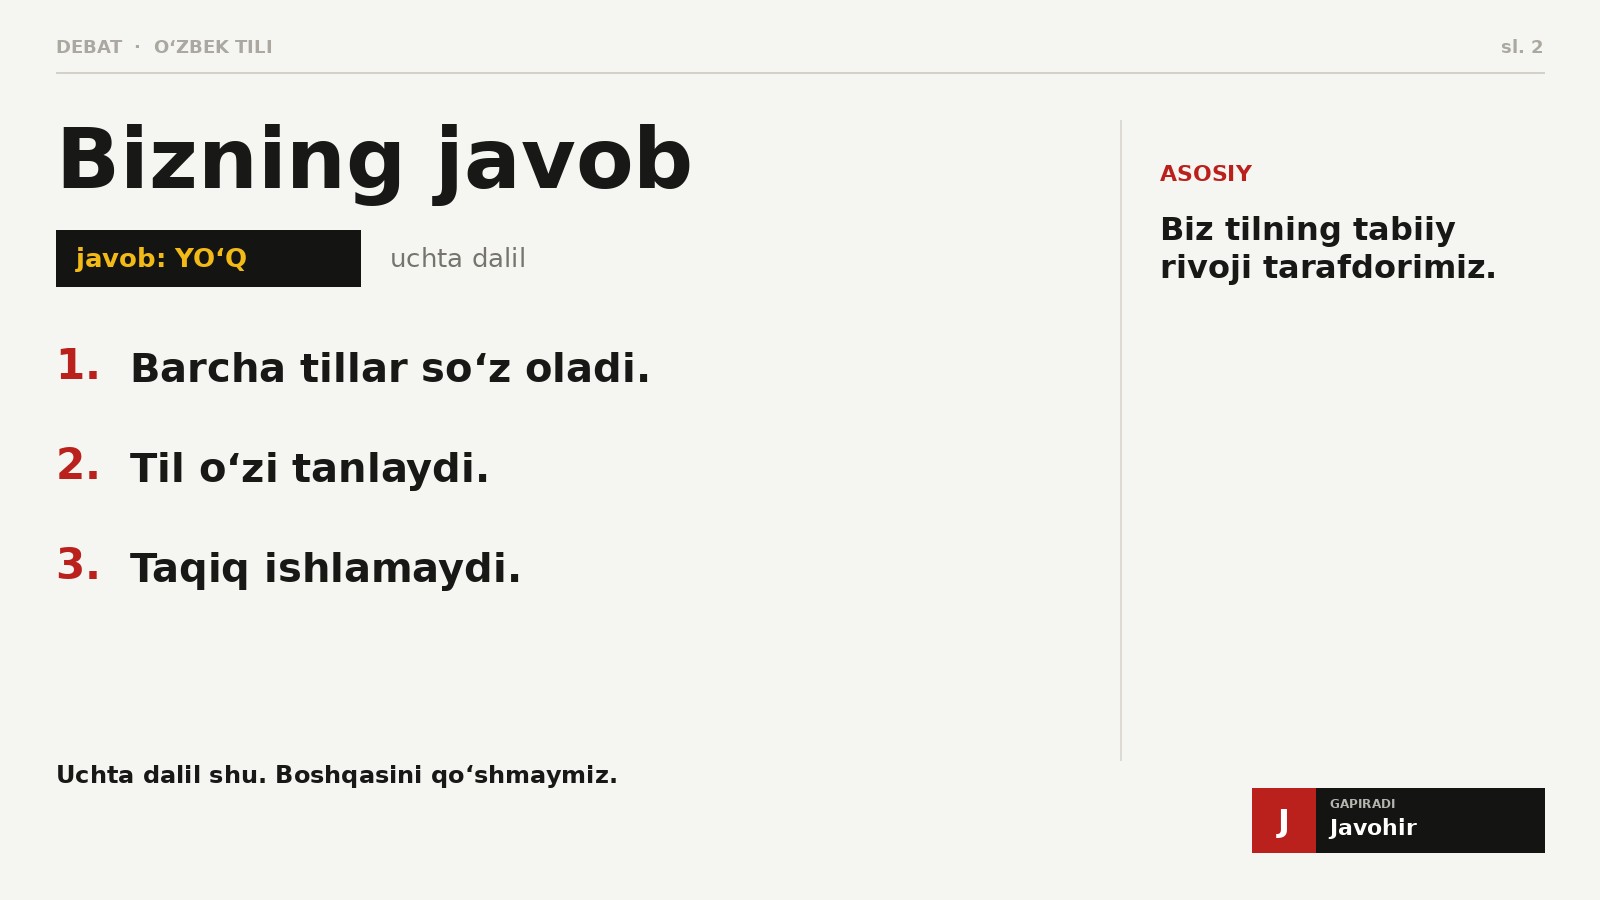 DEBAT · O‘ZBEK TILI
sl. 2
Bizning javob
javob: YO‘Q
uchta dalil
1. Barcha tillar so‘z oladi.
2. Til o‘zi tanlaydi.
3. Taqiq ishlamaydi.
Uchta dalil shu. Boshqasini qo‘shmaymiz.
ASOSIY
Biz tilning tabiiy
rivoji tarafdorimiz.
J
GAPIRADI
Javohir